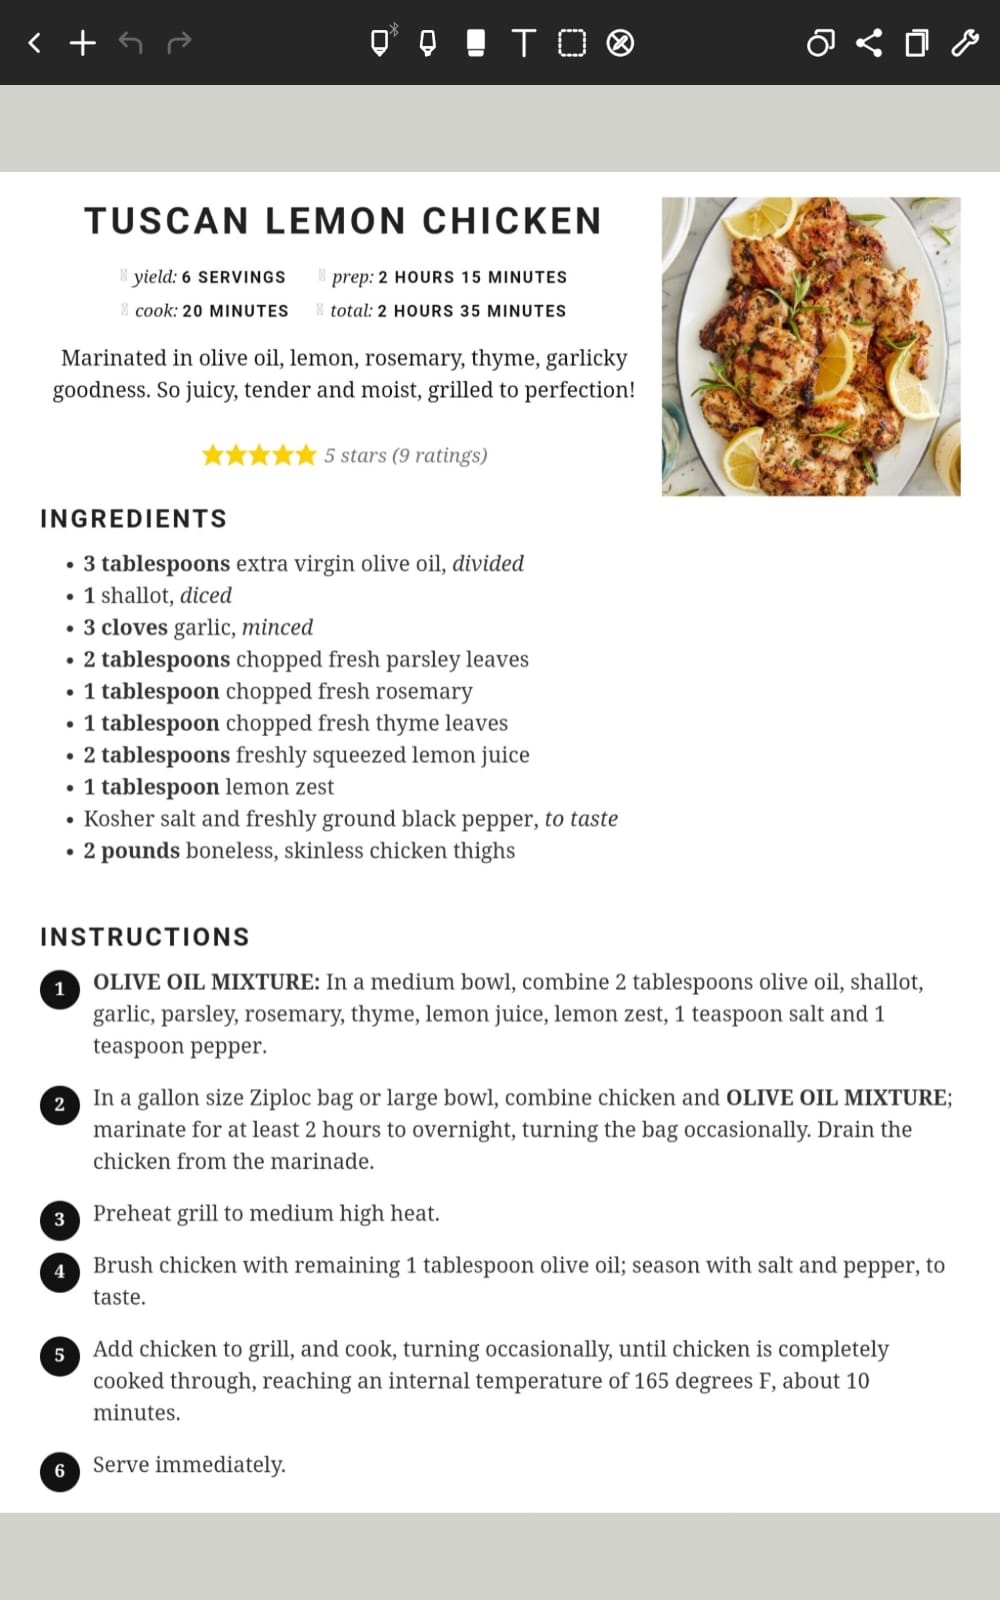 TUSCAN LEMON CHICKEN
yield: 6 SERVINGS prep: 2 HOURS 15 MINUTES
cook: 20 MINUTES total: 2 HOURS 35 MINUTES
Marinated in olive oil, lemon, rosemary, thyme, garlicky
goodness. So juicy, tender and moist, grilled to perfection!
5 stars (9 ratings)
INGREDIENTS
• 3 tablespoons extra virgin olive oil, divided
• 1 shallot, diced
• 3 cloves garlic, minced
• 2 tablespoons chopped fresh parsley leaves
• 1 tablespoon chopped fresh rosemary
• 1 tablespoon chopped fresh thyme leaves
• 2 tablespoons freshly squeezed lemon juice
• 1 tablespoon lemon zest
• Kosher salt and freshly ground black pepper, to taste
• 2 pounds boneless, skinless chicken thighs
INSTRUCTIONS
1 OLIVE OIL MIXTURE: In a medium bowl, combine 2 tablespoons olive oil, shallot,
garlic, parsley, rosemary, thyme, lemon juice, lemon zest, 1 teaspoon salt and 1
teaspoon pepper.
2 In a gallon size Ziploc bag or large bowl, combine chicken and OLIVE OIL MIXTURE;
marinate for at least 2 hours to overnight, turning the bag occasionally. Drain the
chicken from the marinade.
3 Preheat grill to medium high heat.
4 Brush chicken with remaining 1 tablespoon olive oil; season with salt and pepper, to
taste.
5 Add chicken to grill, and cook, turning occasionally, until chicken is completely
cooked through, reaching an internal temperature of 165 degrees F, about 10
minutes.
6 Serve immediately.